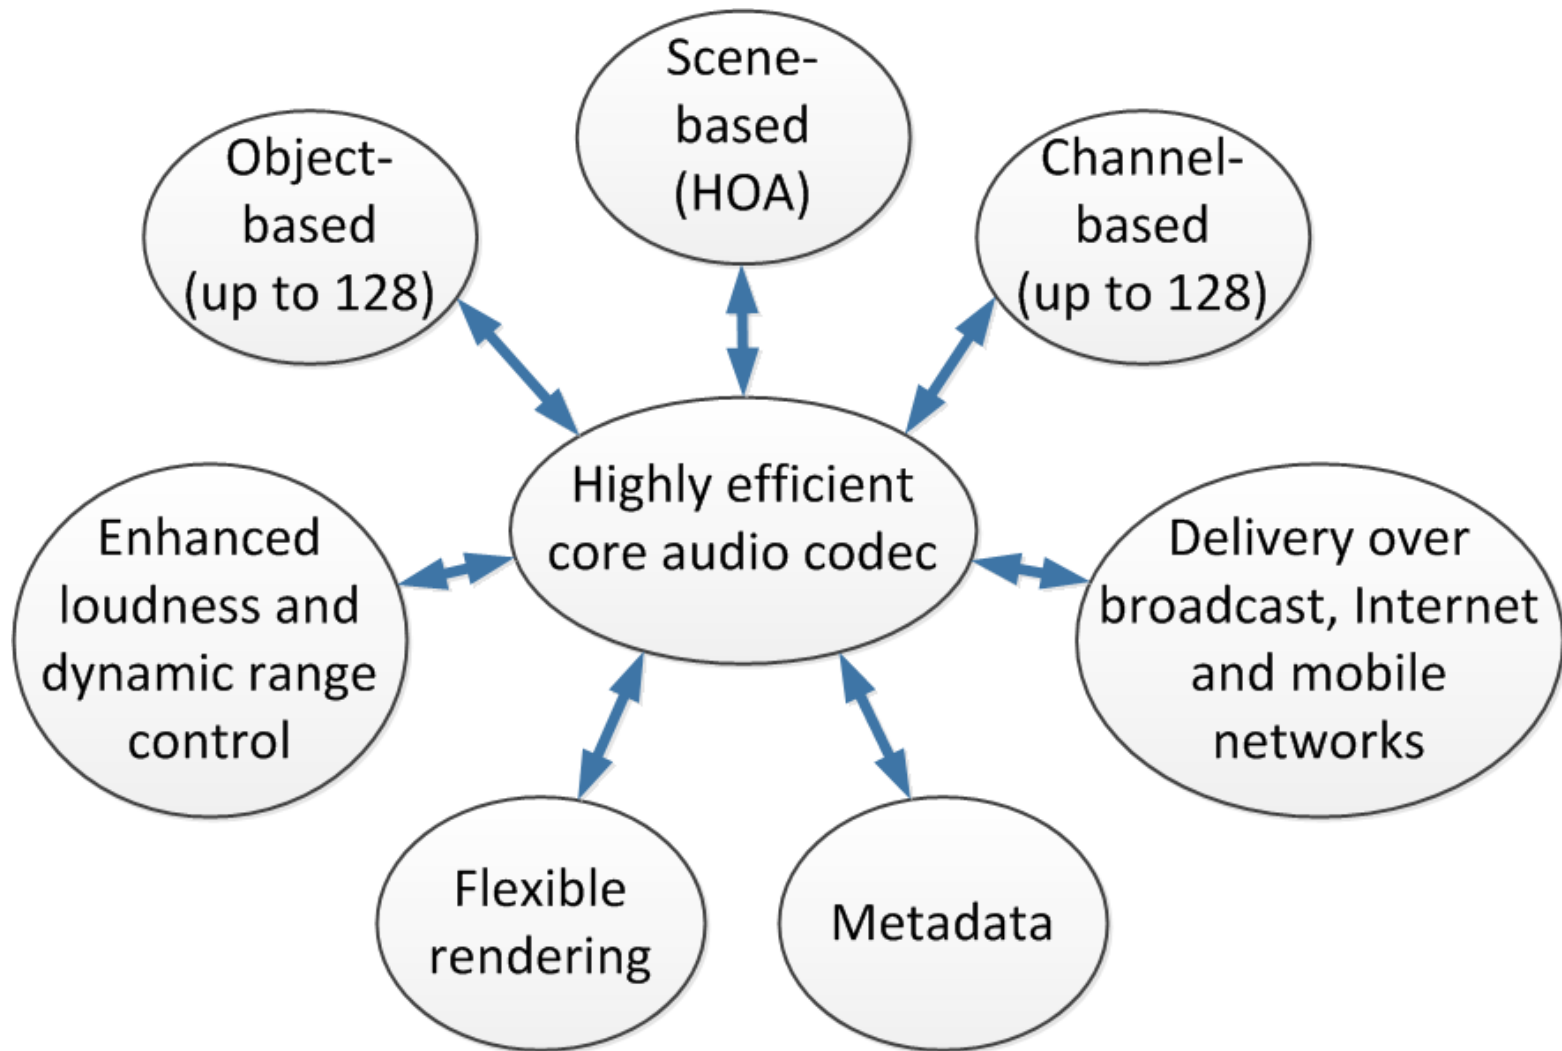 Scene-
based
(HOA)
Object-
based
(up to 128)
Channel-
based
(up to 128)
Highly efficient
core audio codec
Enhanced
loudness and
dynamic range
control
Delivery over
broadcast, Internet
and mobile
networks
Flexible
rendering
Metadata